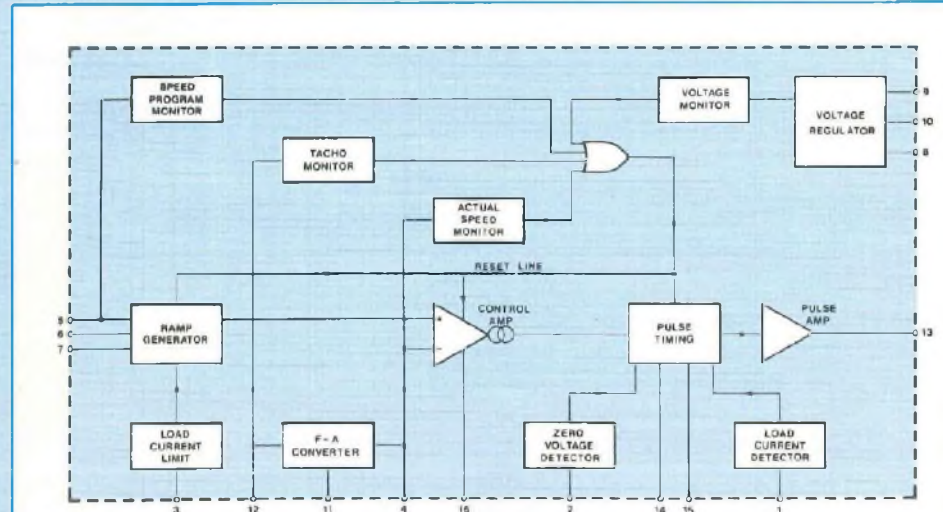 SPEED
PROGRAM
MONITOR
VOLTAGE
MONITOR
VOLTAGE
REGULATOR
9
10
8
TACHO
MONITOR
ACTUAL
SPEED
MONITOR
RESET LINE
5
6
7
RAMP
GENERATOR
+
−
CONTROL
AMP
PULSE
TIMING
PULSE
AMP
13
LOAD
CURRENT
LIMIT
F - A
CONVERTER
ZERO
VOLTAGE
DETECTOR
LOAD
CURRENT
DETECTOR
3 12 11 4 16 2 14 15 1